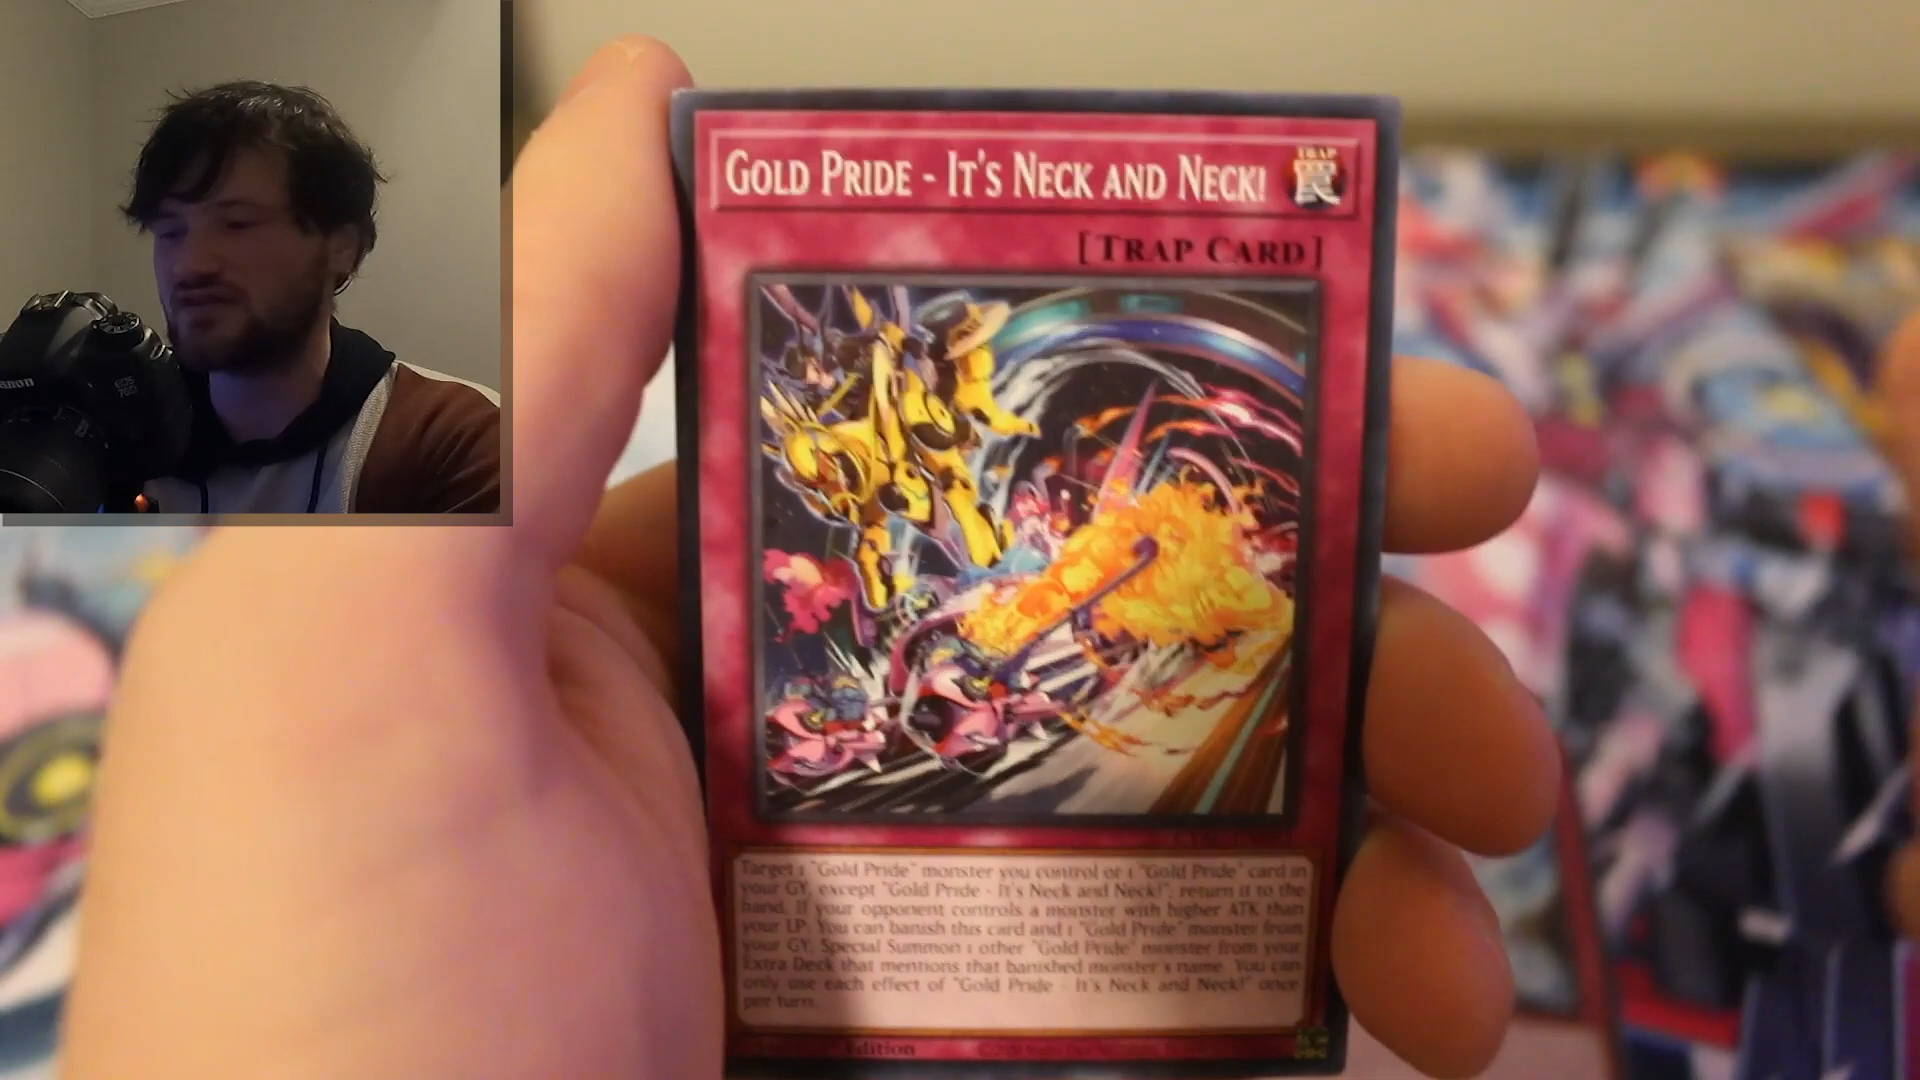 Canon
EOS
70D
GOLD PRIDE - IT'S NECK AND NECK!
TRAP
罠
[TRAP CARD]
Target 1 "Gold Pride" monster you control or 1 "Gold Pride" card in
your GY, except "Gold Pride - It's Neck and Neck!"; return it to the
hand. If your opponent controls a monster with higher ATK than
your LP: You can banish this card and 1 "Gold Pride" monster from
your GY; Special Summon 1 other "Gold Pride" monster from your
Extra Deck that mentions that banished monster's name. You can
only use each effect of "Gold Pride - It's Neck and Neck!" once
per turn.
Edition